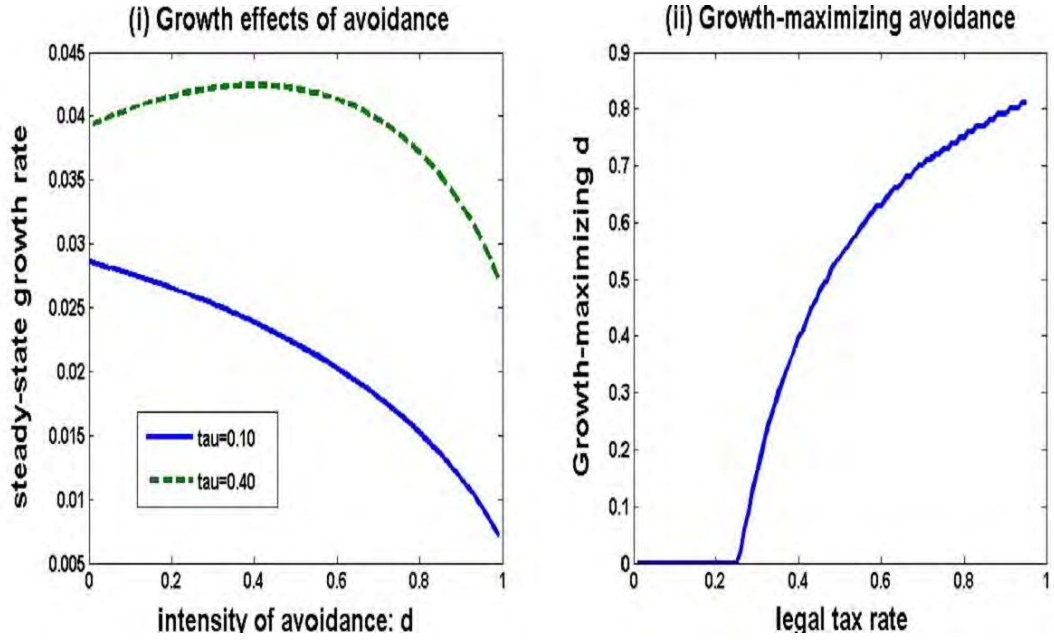 (i) Growth effects of avoidance
steady-state growth rate
0.045
0.04
0.035
0.03
0.025
0.02
0.015
0.01
0.005
tau=0.10
tau=0.40
0 0.2 0.4 0.6 0.8 1
intensity of avoidance: d
(ii) Growth-maximizing avoidance
Growth-maximizing d
0.9
0.8
0.7
0.6
0.5
0.4
0.3
0.2
0.1
0
0 0.2 0.4 0.6 0.8 1
legal tax rate